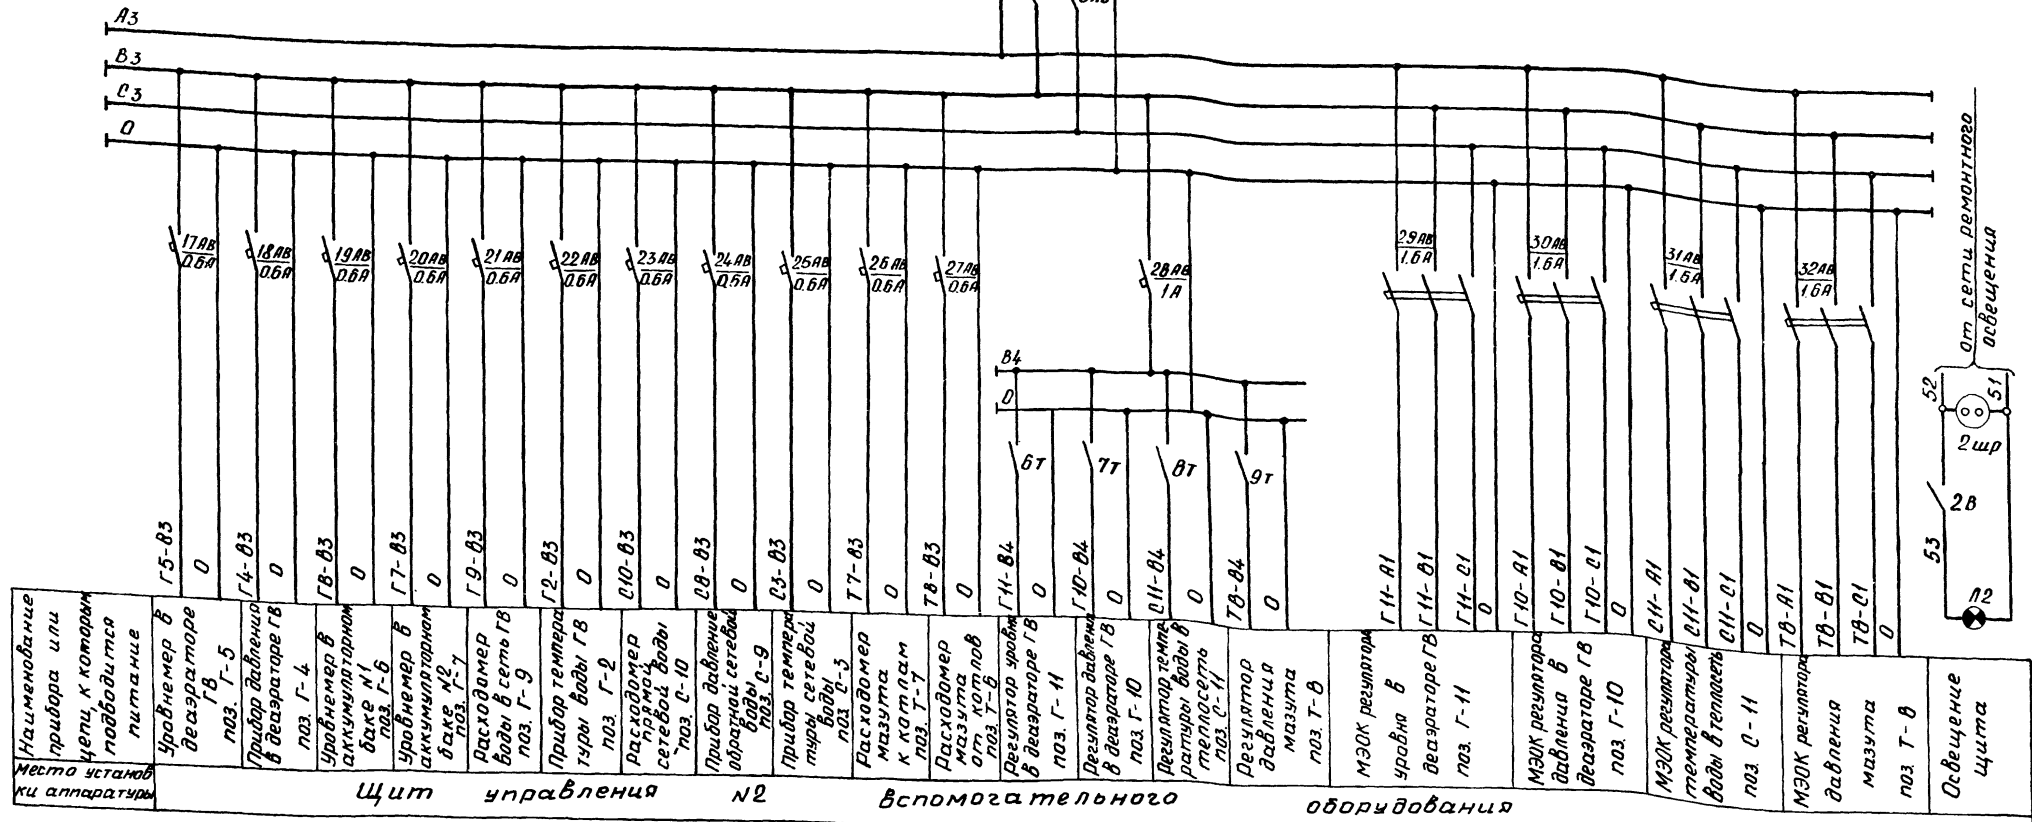 А3
В3
С3
0
17АВ
0.6А
18АВ
0.6А
19АВ
0.6А
20АВ
0.6А
21АВ
0.6А
22АВ
0.6А
23АВ
0.6А
24АВ
0.5А
25АВ
0.6А
26АВ
0.6А
27АВ
0.6А
28АВ
1А
29АВ
1.6А
30АВ
1.6А
31АВ
1.6А
32АВ
1.6А
От сети ремонтного
освещения
В4
0
6т
7т
8т
9т
52
51
2шр
2В
53
Л2
Г5-В3
0
Г4-В3
0
Г8-В3
0
Г7-В3
0
Г9-В3
0
Г2-В3
0
С10-В3
0
С8-В3
0
С3-В3
0
Т7-В3
0
Т8-В3
0
Г11-В4
0
Г10-В4
0
С11-В4
0
Т8-В4
0
Г11-А1
Г11-В1
Г11-С1
0
Г10-А1
Г10-В1
Г10-С1
0
С11-А1
С11-В1
С11-С1
0
Т8-А1
Т8-В1
Т8-С1
0
Наименование
прибора или
цепи, к которым
подводится
питание
Уровнемер в
деаэраторе
ГВ
поз. Г-5
Прибор давления
в деаэраторе ГВ
поз. Г-4
Уровнемер в
аккумуляторном
баке №1
поз. Г-6
Уровнемер в
аккумуляторном
баке №2
поз. Г-7
Расходомер
воды в сеть ГВ
поз. Г-9
Прибор темпера
туры воды ГВ
поз. Г-2
Расходомер
прямой
сетевой воды
поз. С-10
Прибор давление
обратной сетевой
воды
поз. С-9
Прибор темпера
туры сетевой
воды
поз С-3
Расходомер
мазута
к котлам
поз. Т-7
Расходомер
мазута
от котлов
поз. Т-8
Регулятор уровня
в деаэраторе ГВ
поз. Г-11
Регулятор давления
в деаэраторе ГВ
поз. Г-10
Регулятор темпе
ратуры воды в
теплосеть
поз. С-11
Регулятор
давления
мазута
поз. Т-8
МЭОК регулятора
уровня в
деаэраторе ГВ
поз. Г-11
МЭОК регулятора
давления в
деаэраторе ГВ
поз. Г-10
МЭОК регулятора
температуры
воды в теплосеть
поз. С-11
МЭОК регулятора
давления
мазута
поз. Т-8
Освещение
щита
Место установ
ки аппаратуры
Щит управления №2 вспомогательного оборудования